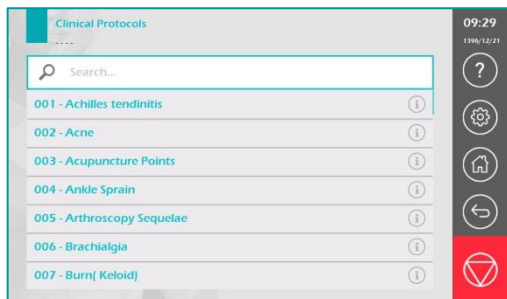 Clinical Protocols
----
Search...
001 - Achilles tendinitis
002 - Acne
003 - Acupuncture Points
004 - Ankle Sprain
005 - Arthroscopy Sequelae
006 - Brachialgia
007 - Burn( Keloid)
09:29
1396/12/21
?